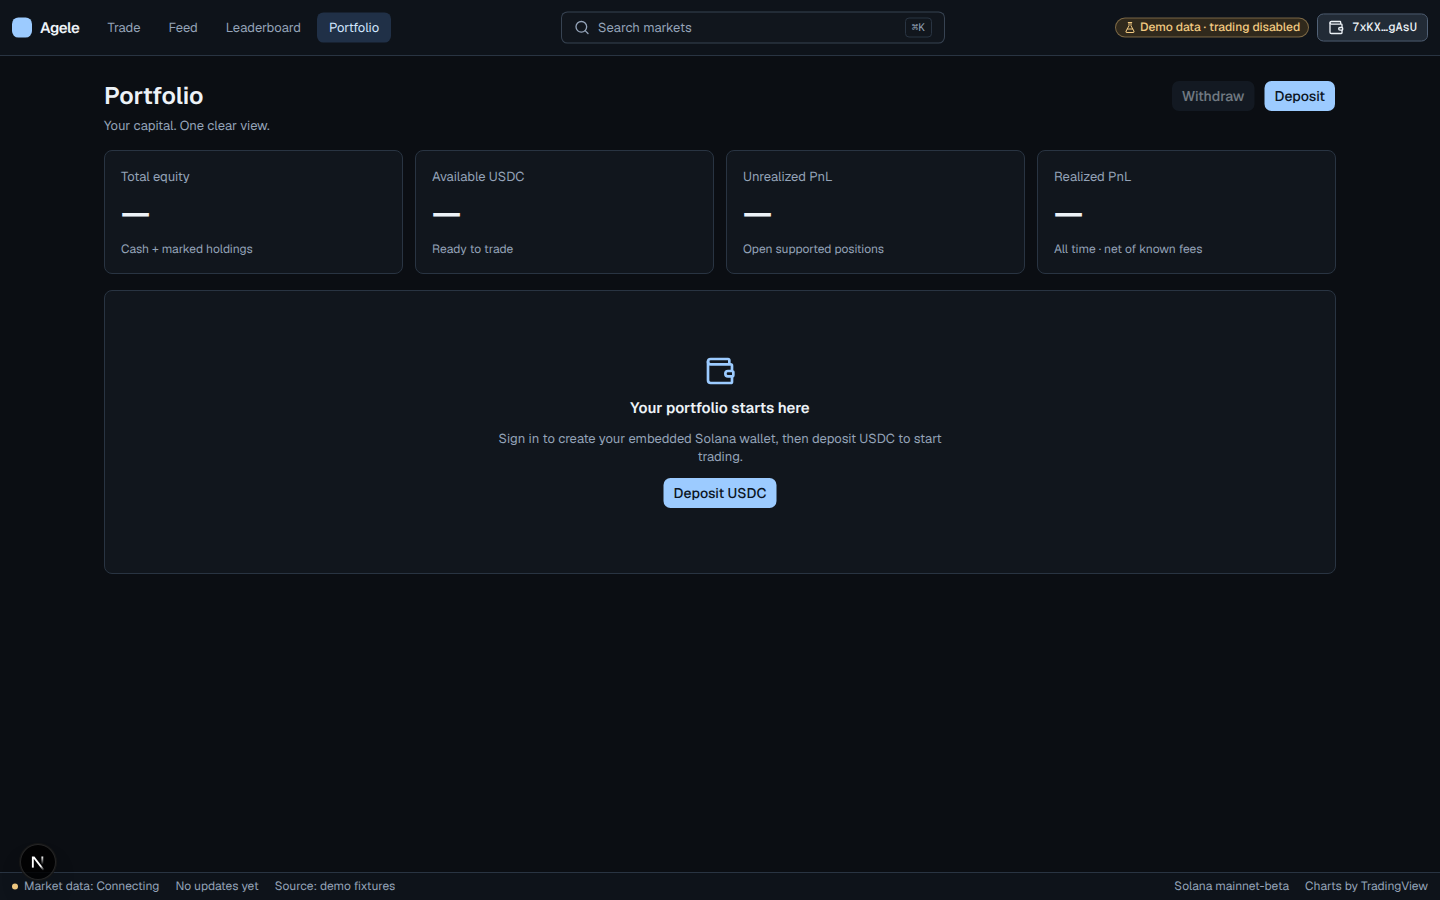 Agele
Trade
Feed
Leaderboard
Portfolio
Search markets
⌘K
Demo data · trading disabled
7xKX…gAsU
Portfolio
Your capital. One clear view.
Withdraw
Deposit
Total equity
—
Cash + marked holdings
Available USDC
—
Ready to trade
Unrealized PnL
—
Open supported positions
Realized PnL
—
All time · net of known fees
Your portfolio starts here
Sign in to create your embedded Solana wallet, then deposit USDC to start
trading.
Deposit USDC
N
Market data: Connecting
No updates yet
Source: demo fixtures
Solana mainnet-beta
Charts by TradingView